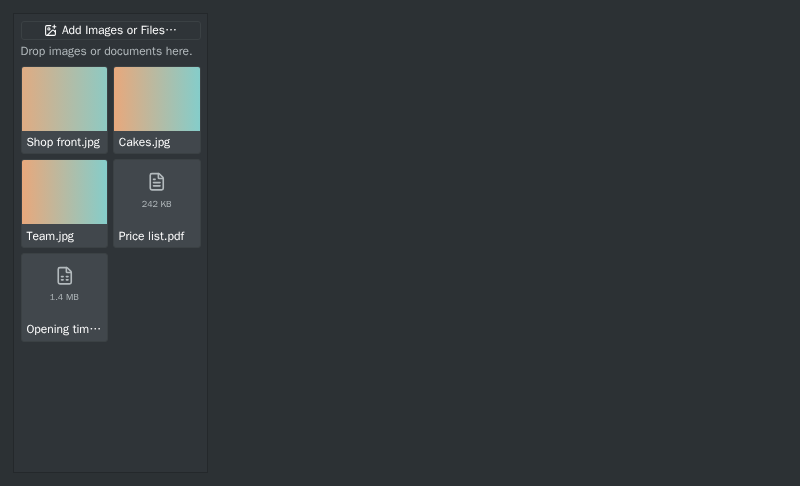 Add Images or Files⋯
Drop images or documents here.
Shop front.jpg
Cakes.jpg
Team.jpg
242 KB
Price list.pdf
1.4 MB
Opening tim⋯